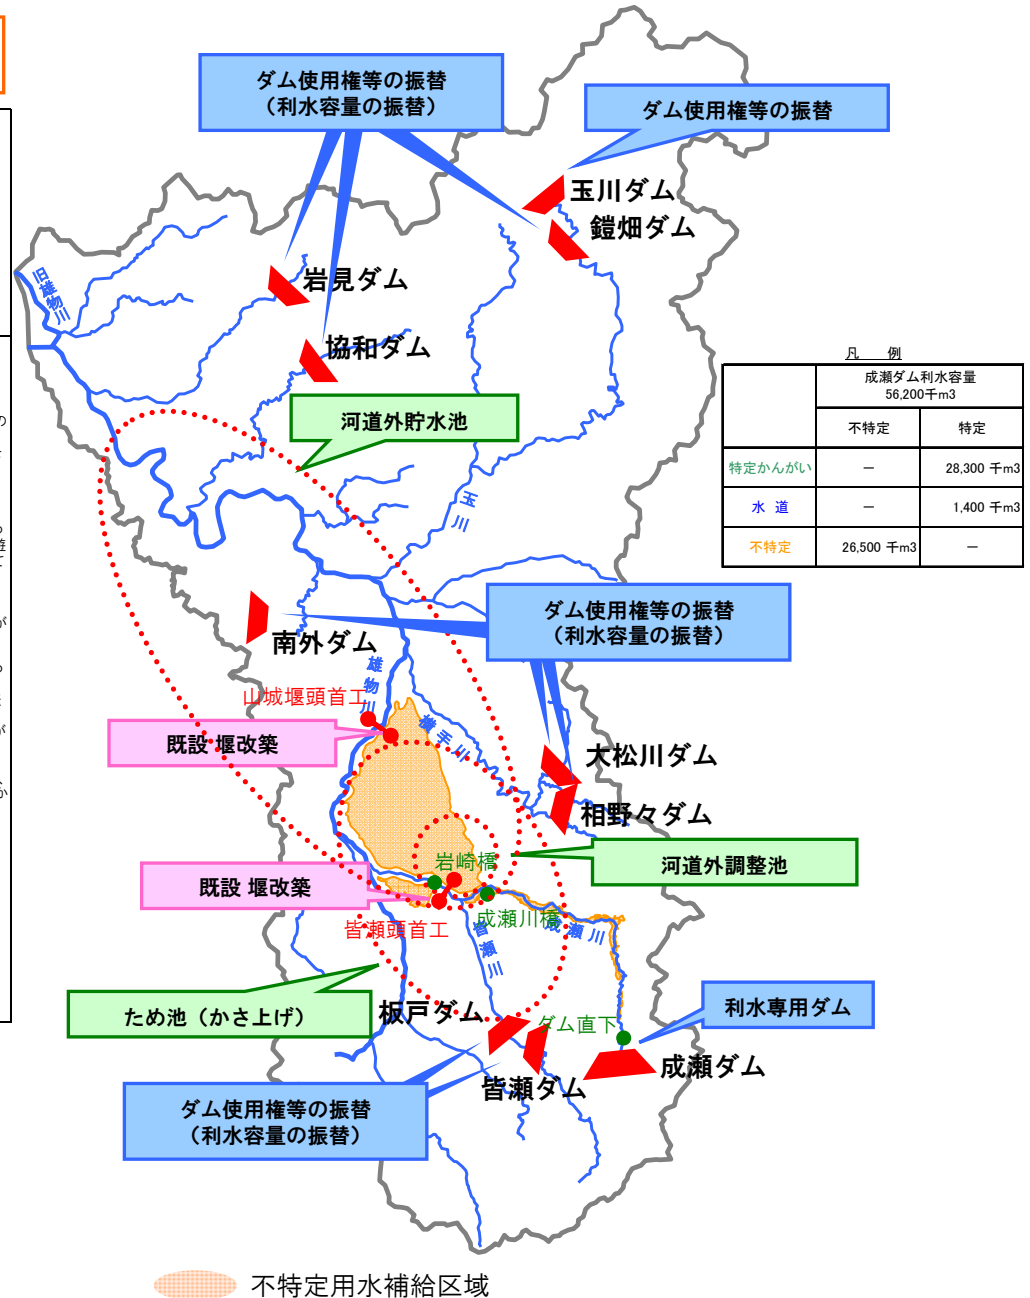 ダム使用権等の振替
（利水容量の振替）
ダム使用権等の振替
玉川ダム
鎧畑ダム
岩見ダム
旧雄物川
協和ダム
河道外貯水池
凡　例
成瀬ダム利水容量
56,200千m3
不特定　特定
特定かんがい　－　28,300 千m3
水 道　－　1,400 千m3
不特定　26,500 千m3　－
玉川
ダム使用権等の振替
（利水容量の振替）
南外ダム
雄物川
山城堰頭首工
横手川
既設 堰改築
大松川ダム
相野々ダム
岩崎橋
河道外調整池
既設 堰改築
成瀬川橋
皆瀬頭首工
皆瀬川
成瀬川
ため池（かさ上げ）
板戸ダム
ダム直下
利水専用ダム
成瀬ダム
皆瀬ダム
ダム使用権等の振替
（利水容量の振替）
不特定用水補給区域